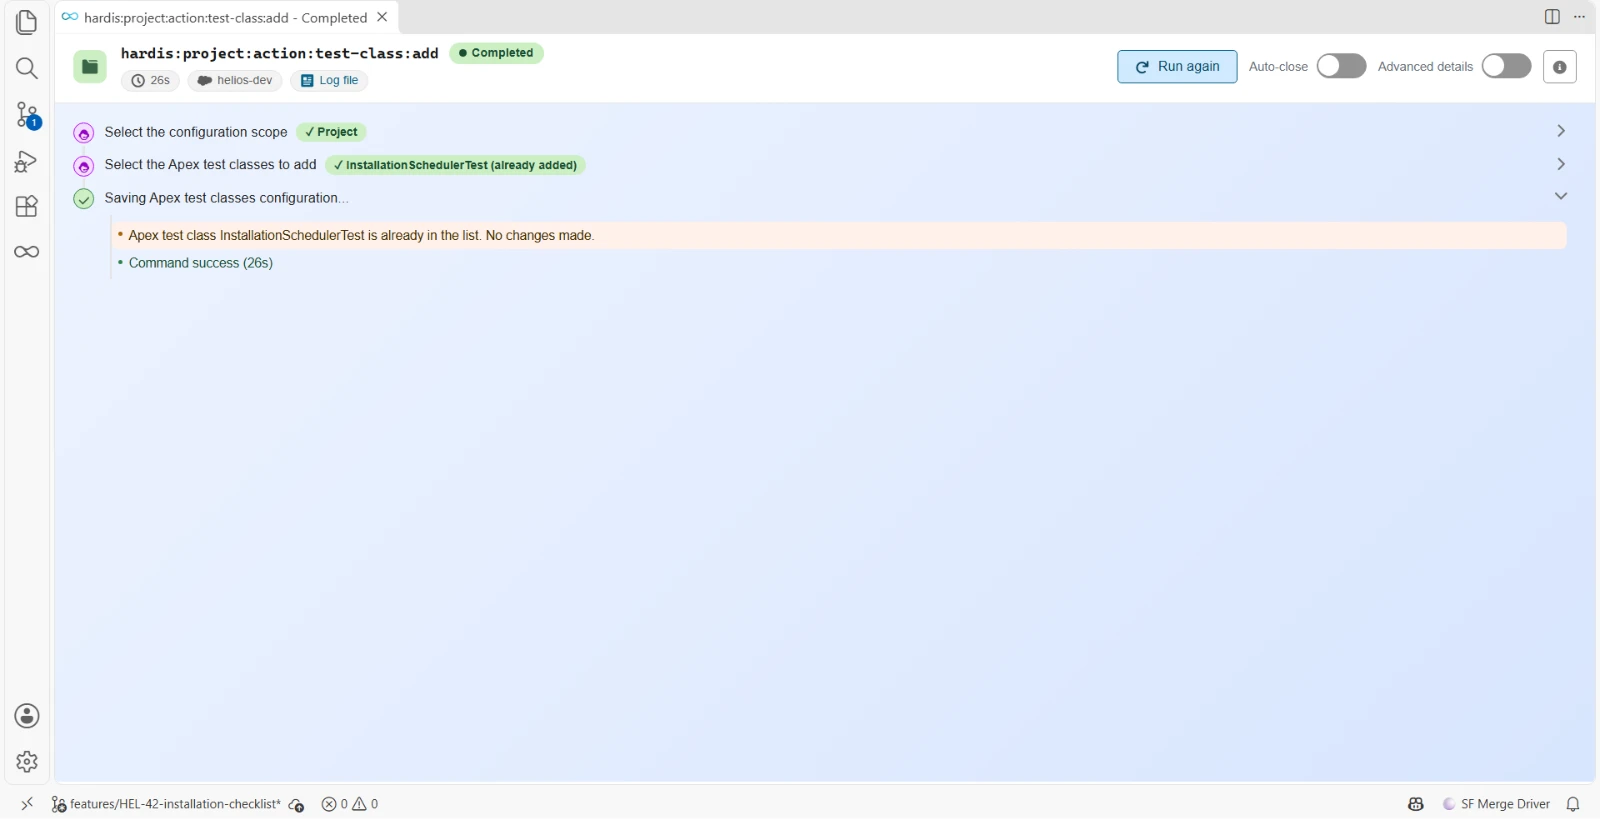 hardis:project:action:test-class:add - Completed
hardis:project:action:test-class:add
Completed
26s
helios-dev
Log file
Run again
Auto-close
Advanced details
Select the configuration scope
✓ Project
Select the Apex test classes to add
✓ InstallationSchedulerTest (already added)
Saving Apex test classes configuration...
• Apex test class InstallationSchedulerTest is already in the list. No changes made.
• Command success (26s)
1
features/HEL-42-installation-checklist*
0
0
SF Merge Driver